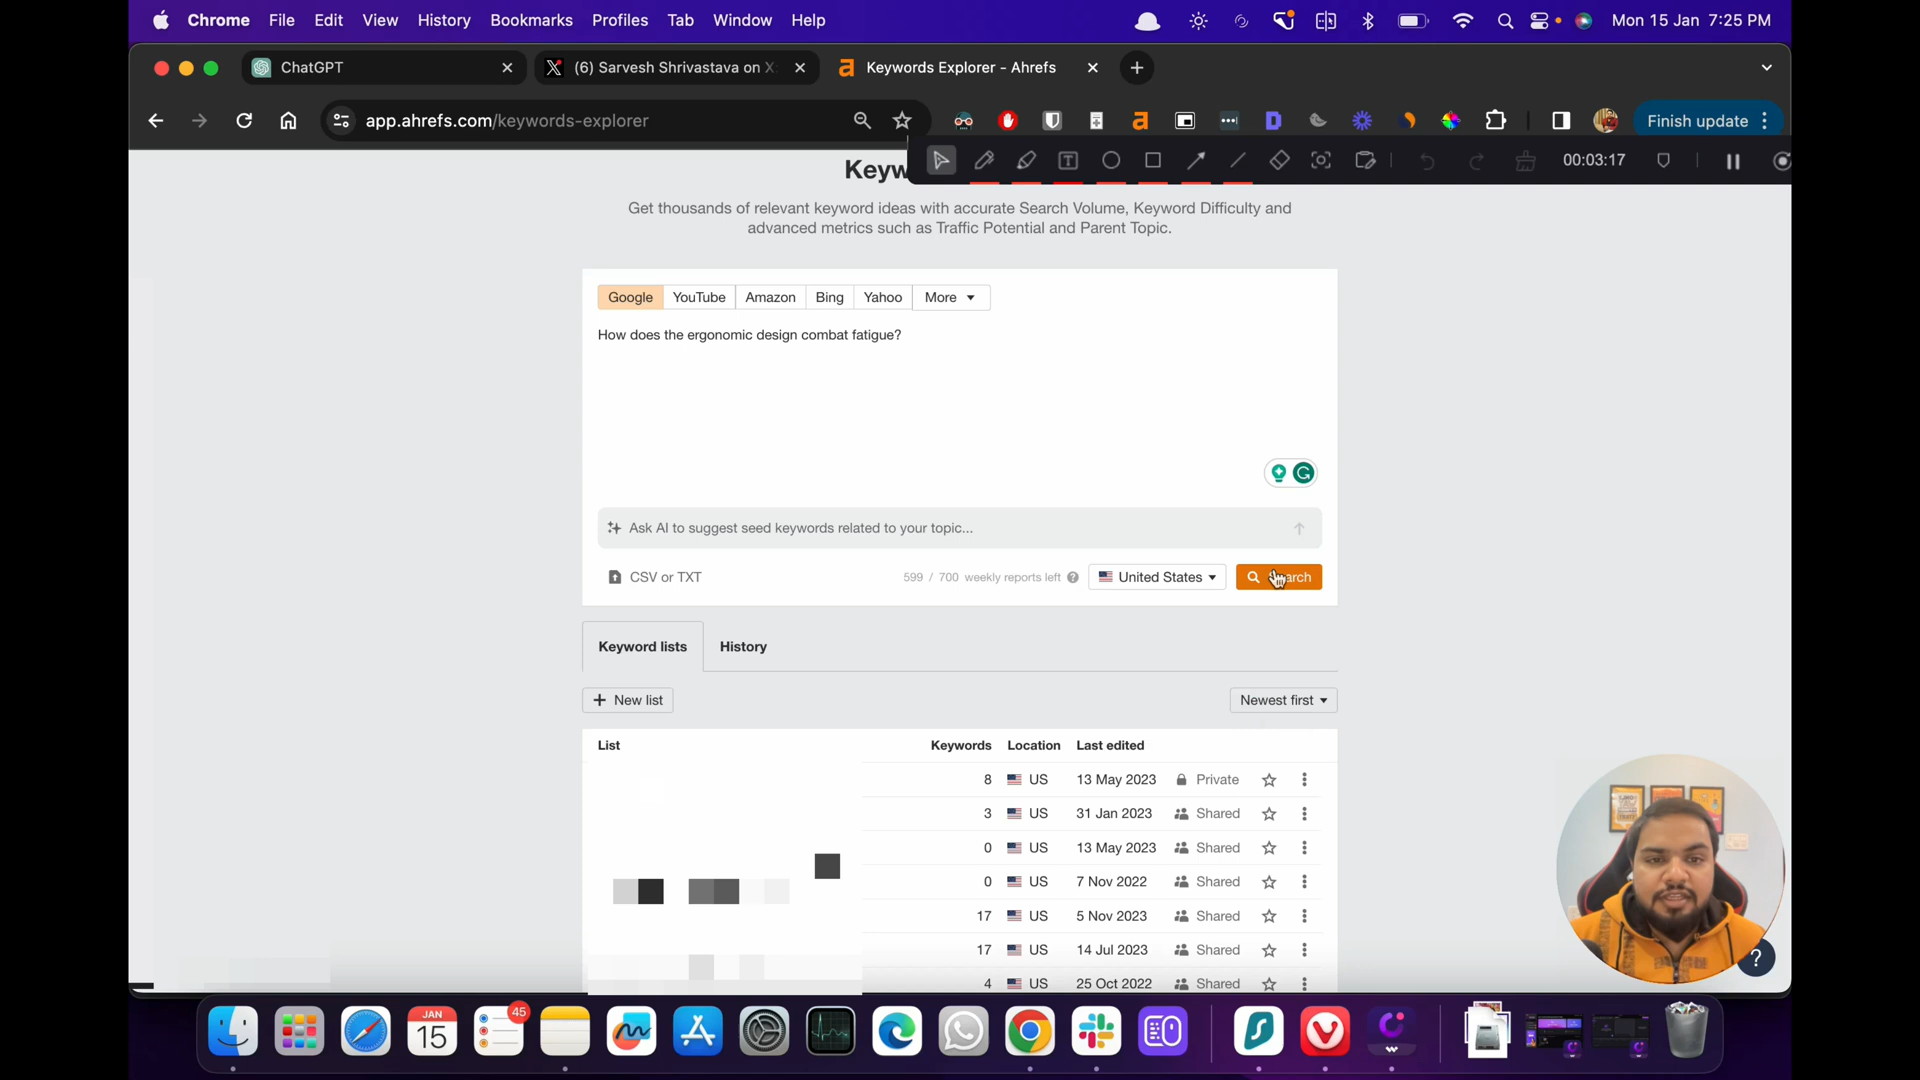 Chrome File Edit View History Bookmarks Profiles Tab Window Help Mon 15 Jan 7:25 PM
ChatGPT (6) Sarvesh Shrivastava on X Keywords Explorer - Ahrefs
app.ahrefs.com/keywords-explorer Finish update
00:03:17
Keyw
Get thousands of relevant keyword ideas with accurate Search Volume, Keyword Difficulty and
advanced metrics such as Traffic Potential and Parent Topic.
Google YouTube Amazon Bing Yahoo More
How does the ergonomic design combat fatigue?
Ask AI to suggest seed keywords related to your topic...
CSV or TXT 599 / 700 weekly reports left ? United States
Keyword lists History
+ New list Newest first
List Keywords Location Last edited
8 US 13 May 2023 Private
3 US 31 Jan 2023 Shared
0 US 13 May 2023 Shared
0 US 7 Nov 2022 Shared
17 US 5 Nov 2023 Shared
17 US 14 Jul 2023 Shared
4 US 25 Oct 2022 Shared
?
JAN 45
15